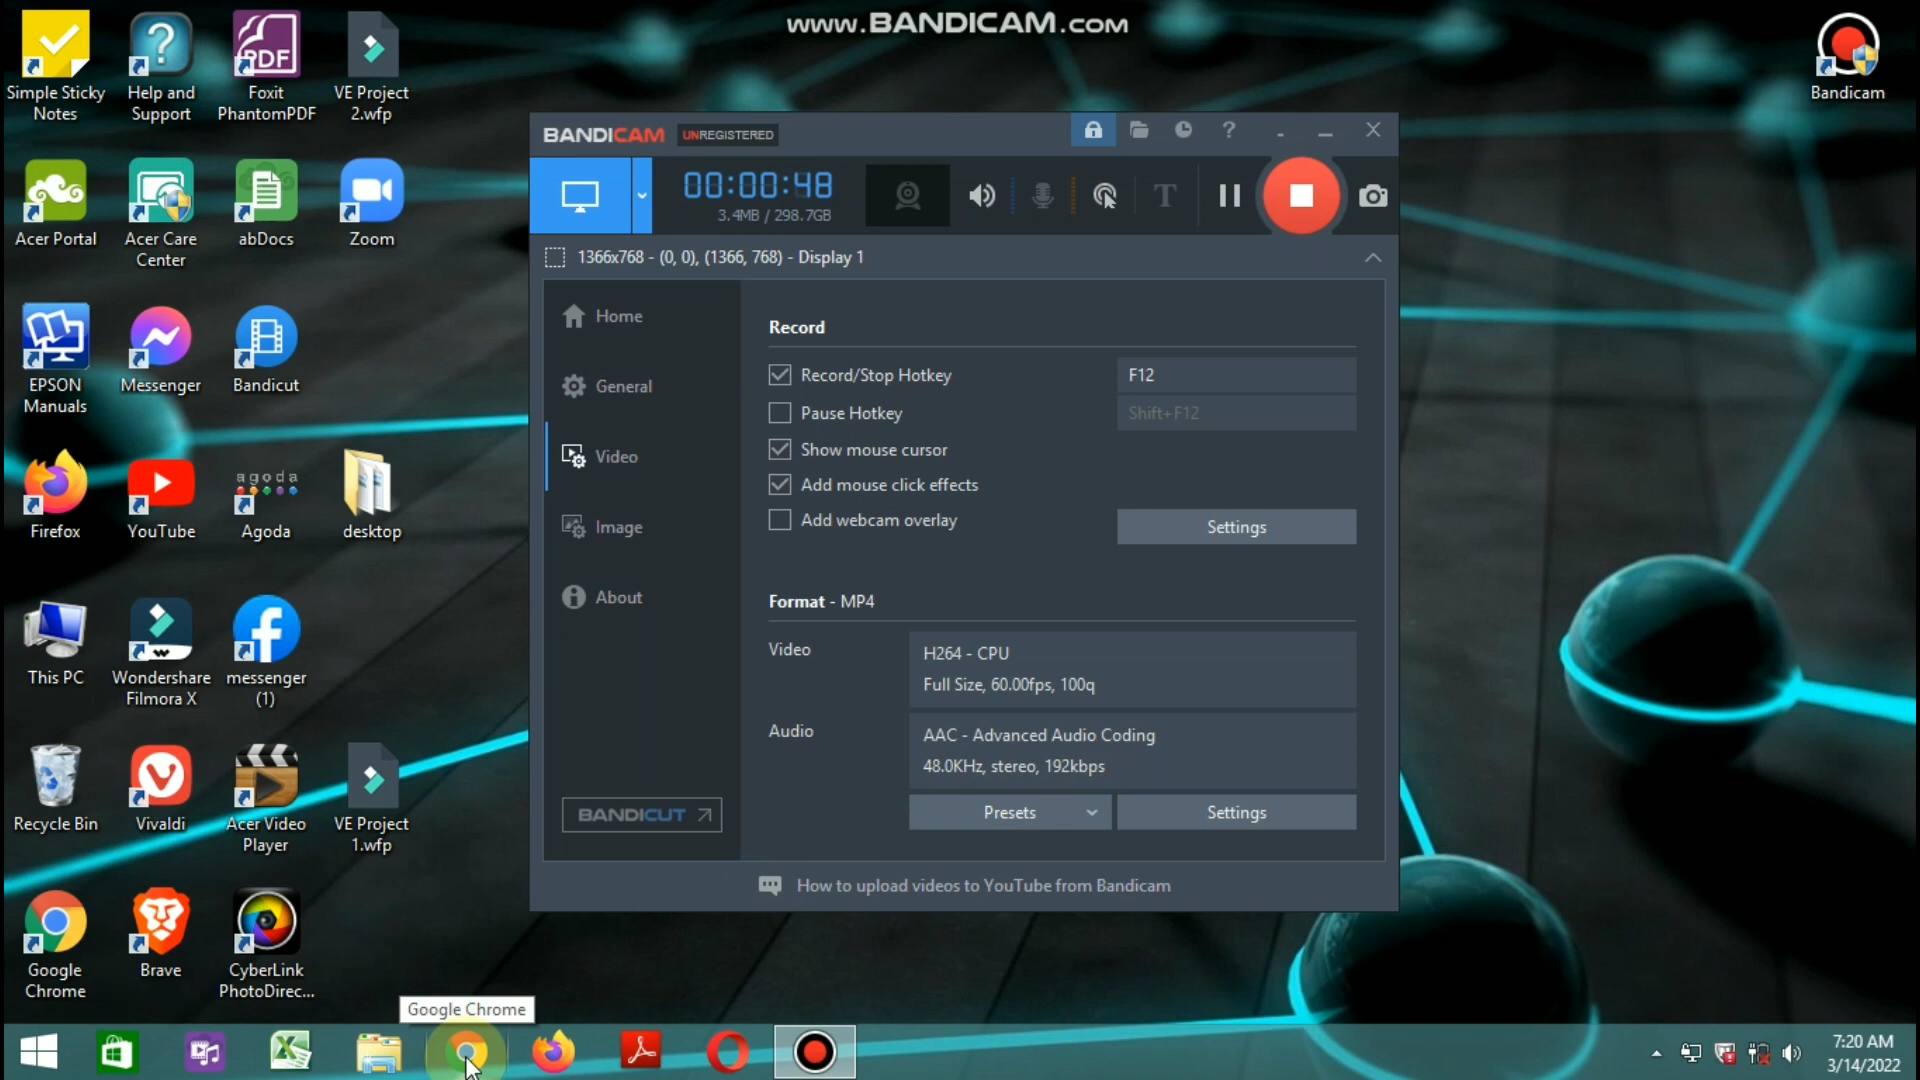 www.BANDICAM.com
Simple Sticky
Notes
Help and
Support
Foxit
PhantomPDF
VE Project
2.wfp
Bandicam
Acer Portal
Acer Care
Center
abDocs
Zoom
EPSON
Manuals
Messenger
Bandicut
Firefox
YouTube
agoda
Agoda
desktop
This PC
Wondershare
Filmora X
messenger
(1)
Recycle Bin
Vivaldi
Acer Video
Player
VE Project
1.wfp
Google
Chrome
Brave
CyberLink
PhotoDirec...
PDF
BANDICAM UNREGISTERED
00:00:48
3.4MB / 298.7GB
T
1366x768 - (0, 0), (1366, 768) - Display 1
Home
General
Video
Image
About
BANDICUT
Record
Record/Stop Hotkey
F12
Pause Hotkey
Shift+F12
Show mouse cursor
Add mouse click effects
Add webcam overlay
Settings
Format - MP4
Video
H264 - CPU
Full Size, 60.00fps, 100q
Audio
AAC - Advanced Audio Coding
48.0KHz, stereo, 192kbps
Presets
Settings
How to upload videos to YouTube from Bandicam
Google Chrome
7:20 AM
3/14/2022